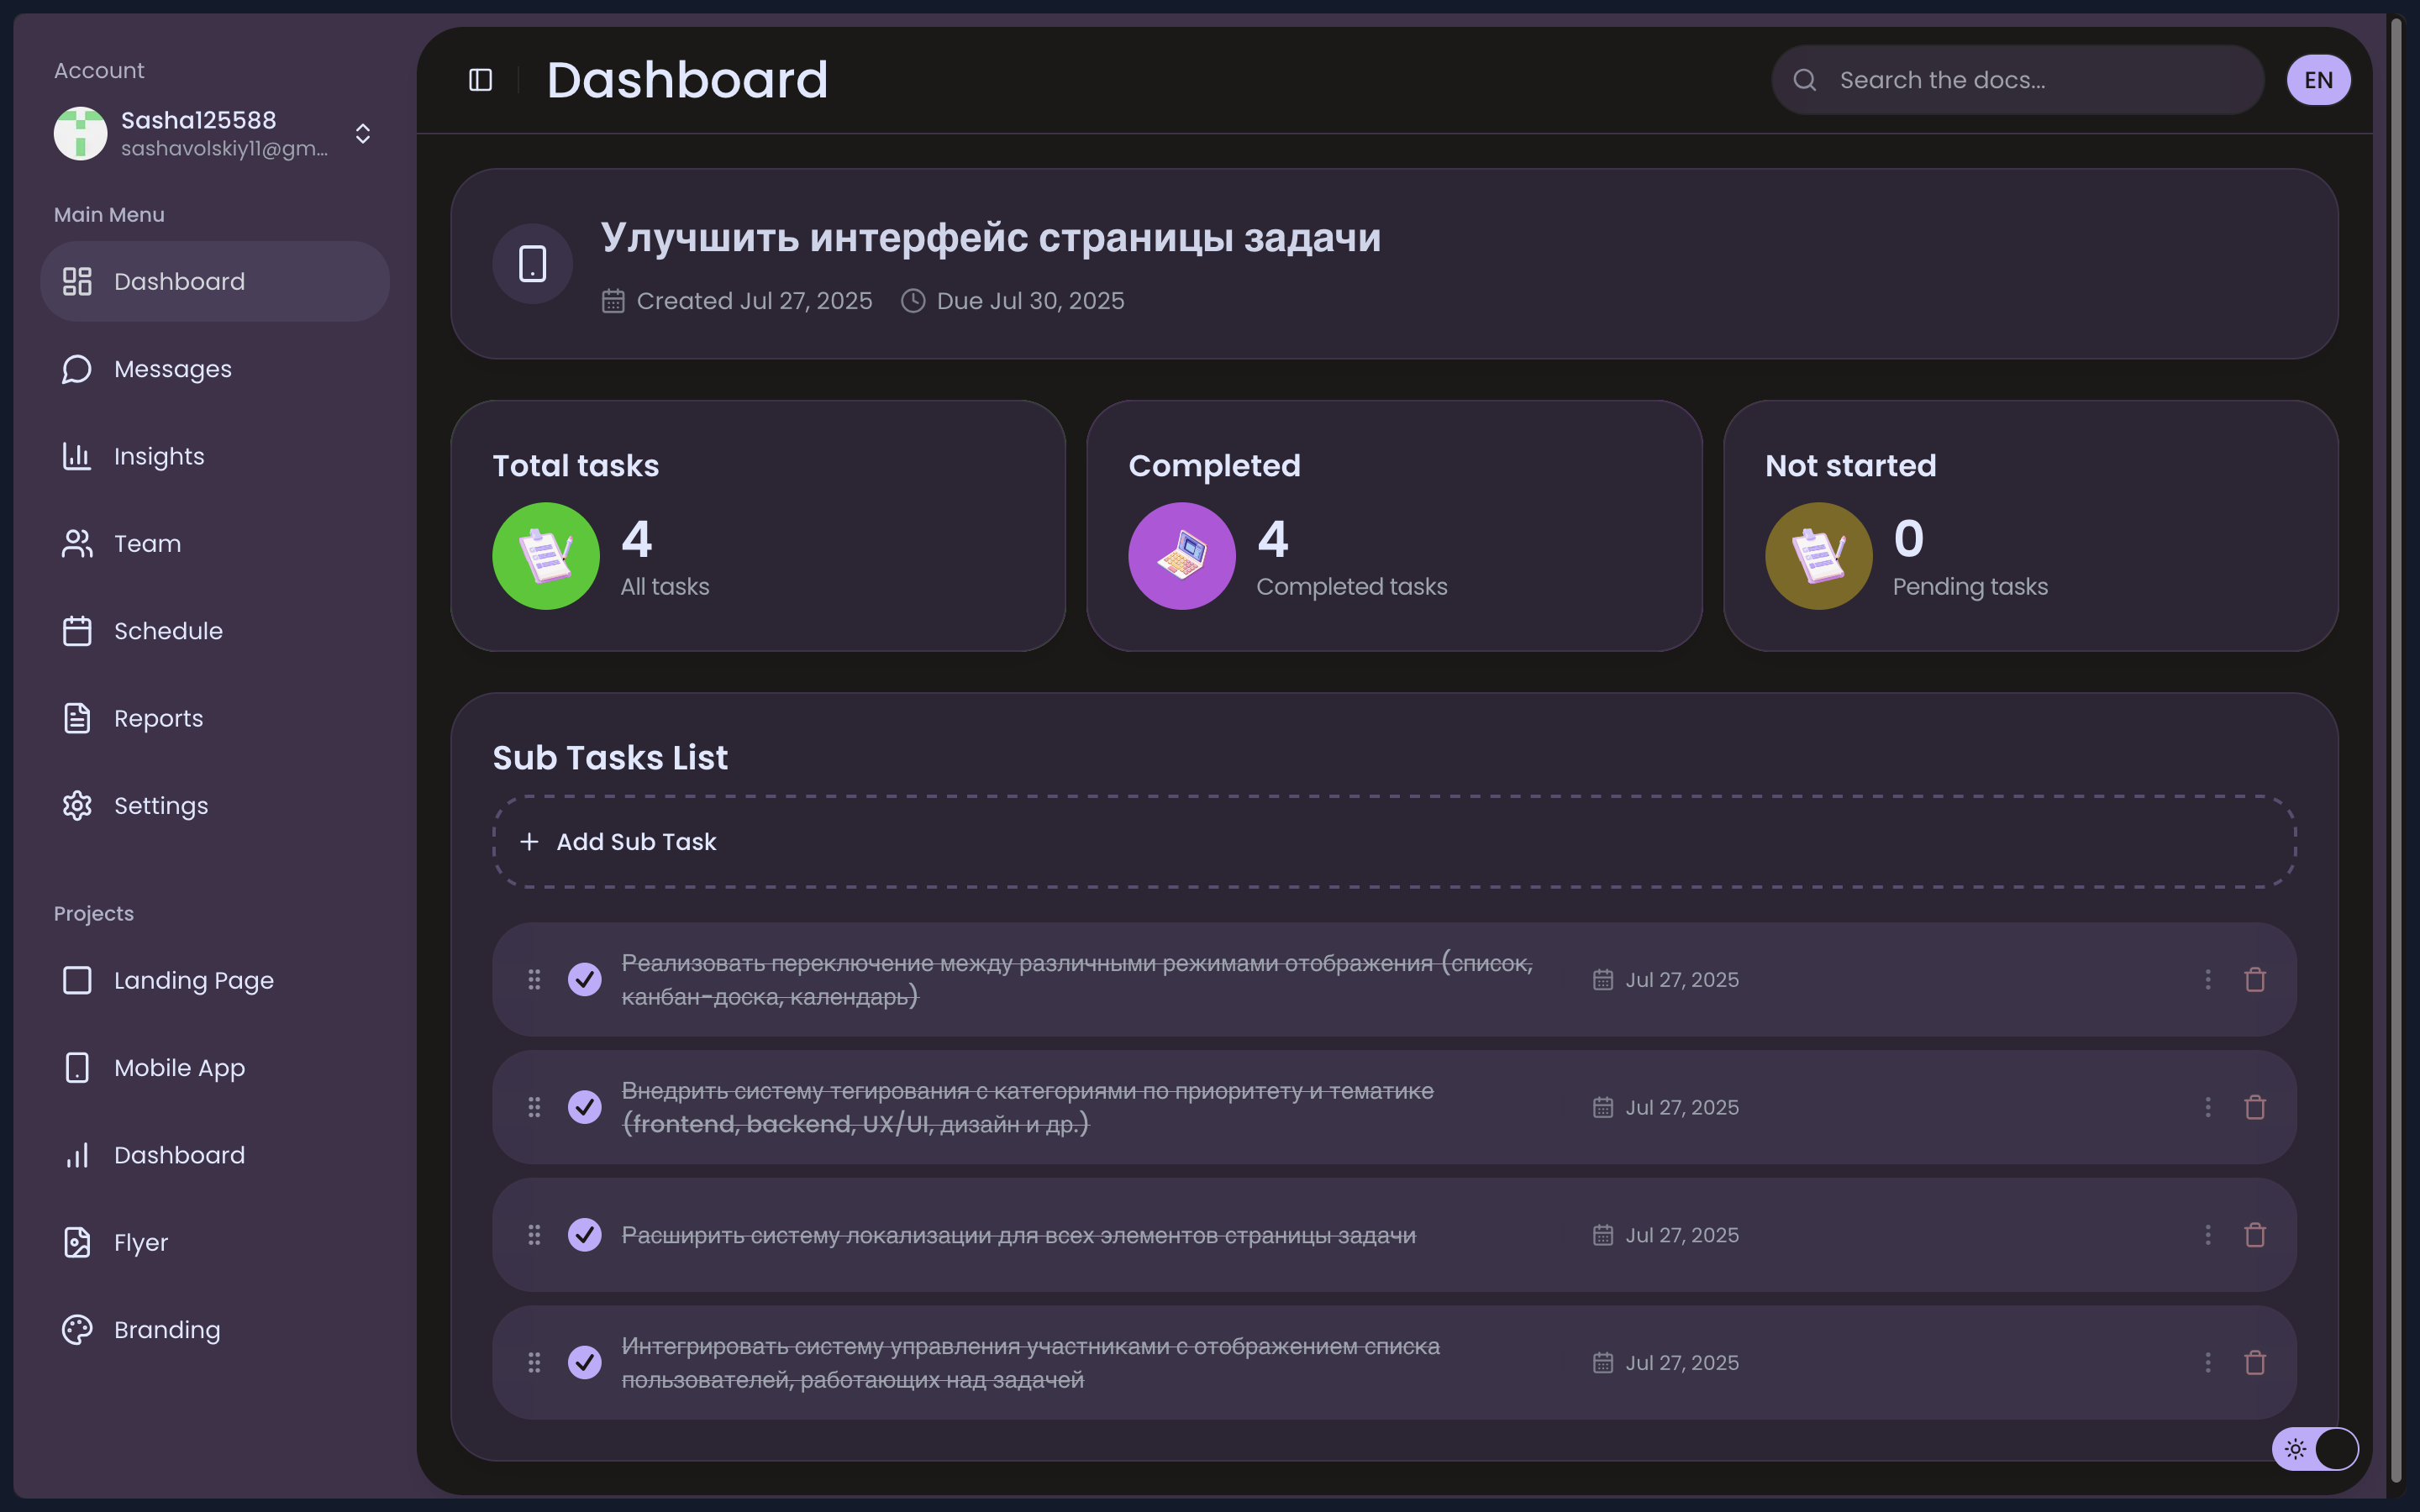 Account
Sasha125588
sashavolskiy11@gm...
Main Menu
Dashboard
Messages
Insights
Team
Schedule
Reports
Settings
Projects
Landing Page
Mobile App
Dashboard
Flyer
Branding
Dashboard
Search the docs...
EN
Улучшить интерфейс страницы задачи
Created Jul 27, 2025
Due Jul 30, 2025
Total tasks
4
All tasks
Completed
4
Completed tasks
Not started
0
Pending tasks
Sub Tasks List
Add Sub Task
Реализовать переключение между различными режимами отображения (список,
канбан-доска, календарь)
Jul 27, 2025
Внедрить систему тегирования с категориями по приоритету и тематике
(frontend, backend, UX/UI, дизайн и др.)
Jul 27, 2025
Расширить систему локализации для всех элементов страницы задачи
Jul 27, 2025
Интегрировать систему управления участниками с отображением списка
пользователей, работающих над задачей
Jul 27, 2025